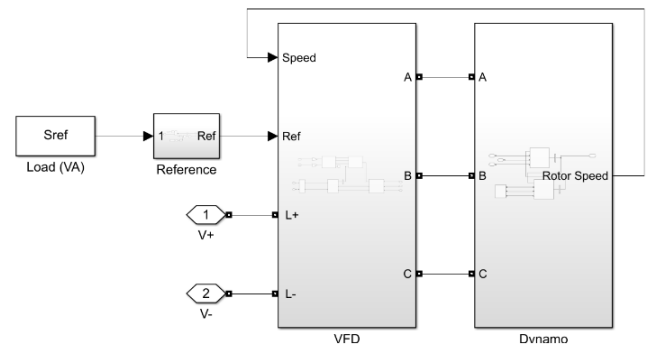 Speed
A
A
Sref
Load (VA)
1
Ref
Reference
Ref
B
B
Rotor Speed
1
V+
L+
2
V-
L-
C
C
VFD
Dynamo